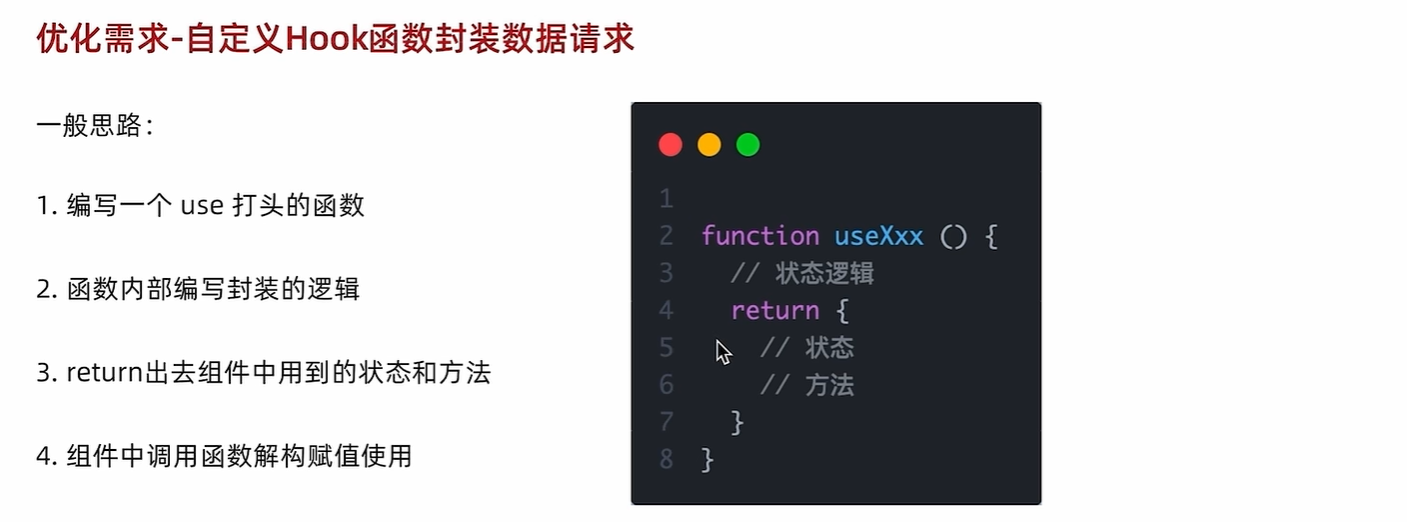 优化需求-自定义Hook函数封装数据请求
一般思路：
1. 编写一个 use 打头的函数
2. 函数内部编写封装的逻辑
3. return出去组件中用到的状态和方法
4. 组件中调用函数解构赋值使用
1
2 function useXxx () {
3 // 状态逻辑
4 return {
5 // 状态
6 // 方法
7 }
8 }